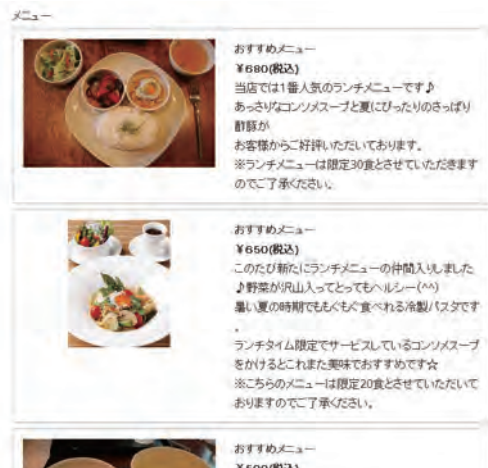 メニュー
おすすめメニュー
¥680(税込)
当店では1番人気のランチメニューです♪
あっさりなコンソメスープと夏にぴったりのさっぱり
酢豚が
お客様からご好評いただいております。
※ランチメニューは限定30食とさせていただきます
のでご了承ください。
おすすめメニュー
¥650(税込)
このたび新たにランチメニューの仲間入りしました
♪野菜が沢山入ってとってもヘルシー(^^)
暑い夏の時期でももぐもぐ食べれる冷製パスタです
。
ランチタイム限定でサービスしているコンソメスープ
をかけるとこれまた美味でおすすめです☆
※こちらのメニューは限定20食とさせていただいて
おりますのでご了承ください。
おすすめメニュー